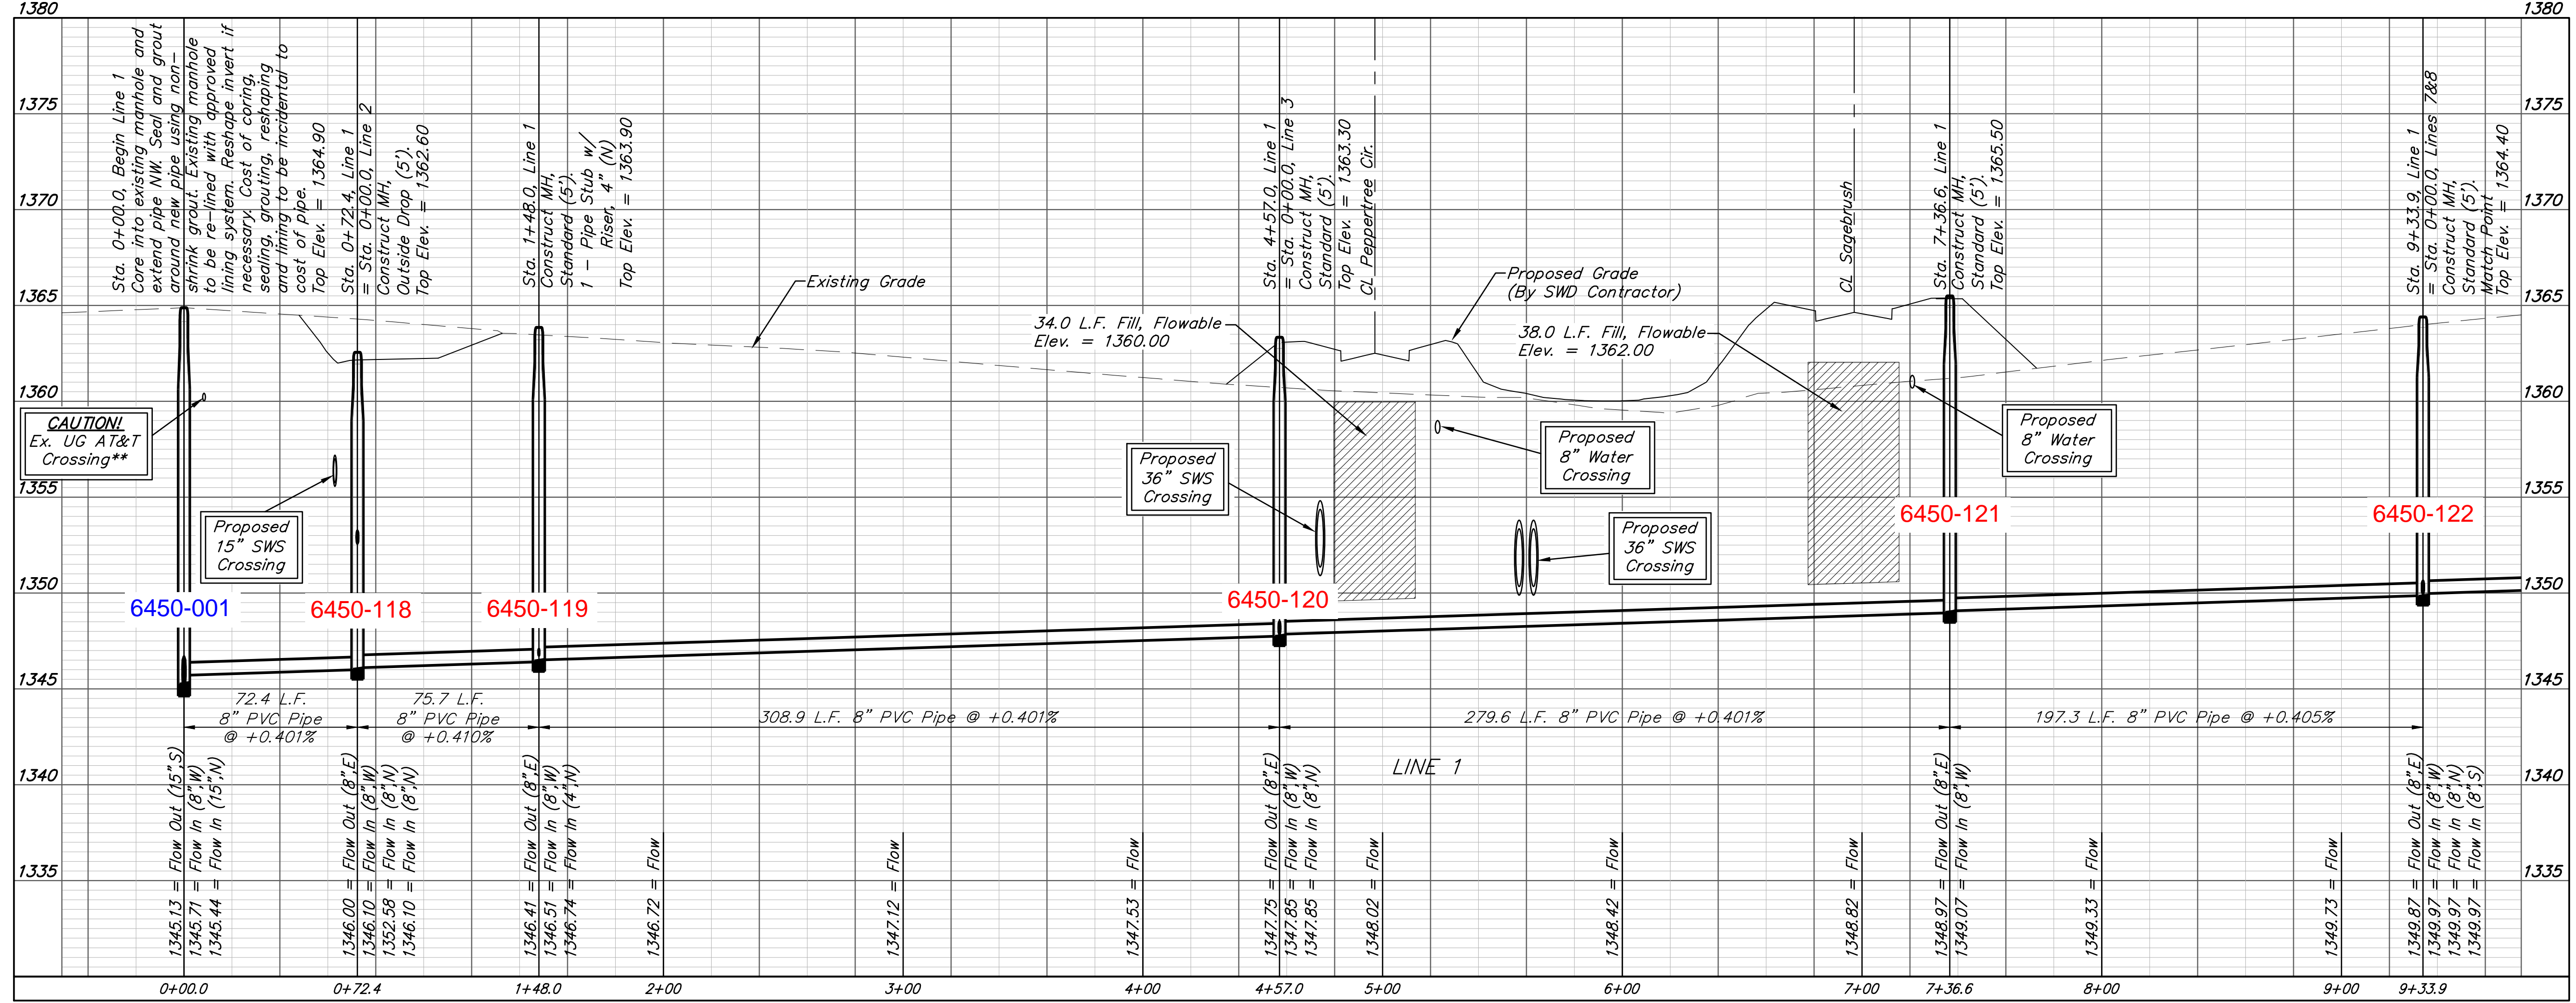 1380
1380
1375
1375
1370
1370
1365
1365
1360
1360
1355
1355
1350
1350
1345
1345
1340
1340
1335
1335
Sta. 0+00.0, Begin Line 1
Core into existing manhole and
extend pipe NW. Seal and grout
around new pipe using non-
shrink grout. Existing manhole
to be re-lined with approved
lining system. Reshape invert if
necessary. Cost of coring,
sealing, grouting, reshaping
and lining to be incidental to
cost of pipe.
Top Elev. = 1364.90
Sta. 0+72.4, Line 1
= Sta. 0+00.0, Line 2
Construct MH,
Outside Drop (5').
Top Elev. = 1362.60
Sta. 1+48.0, Line 1
Construct MH,
Standard (5').
1 - Pipe Stub w/
Riser, 4" (N)
Top Elev. = 1363.90
Sta. 4+57.0, Line 1
= Sta. 0+00.0, Line 3
Construct MH,
Standard (5').
Top Elev. = 1363.30
CL Peppertree Cir.
CL Sagebrush
Sta. 7+36.6, Line 1
Construct MH,
Standard (5').
Top Elev. = 1365.50
Sta. 9+33.9, Line 1
= Sta. 0+00.0, Lines 7&8
Construct MH,
Standard (5').
Match Point
Top Elev. = 1364.40
Existing Grade
Proposed Grade
(By SWD Contractor)
34.0 L.F. Fill, Flowable
Elev. = 1360.00
38.0 L.F. Fill, Flowable
Elev. = 1362.00
CAUTION!
Ex. UG AT&T
Crossing**
Proposed
15" SWS
Crossing
Proposed
36" SWS
Crossing
Proposed
8" Water
Crossing
Proposed
36" SWS
Crossing
Proposed
8" Water
Crossing
6450-001
6450-118
6450-119
6450-120
6450-121
6450-122
72.4 L.F.
8" PVC Pipe
@ +0.401%
75.7 L.F.
8" PVC Pipe
@ +0.410%
308.9 L.F. 8" PVC Pipe @ +0.401%
279.6 L.F. 8" PVC Pipe @ +0.401%
197.3 L.F. 8" PVC Pipe @ +0.405%
LINE 1
1345.13 = Flow Out (15",S)
1345.71 = Flow In (8",W)
1345.44 = Flow In (15",N)
1346.00 = Flow Out (8",E)
1346.10 = Flow In (8",W)
1352.58 = Flow In (8",N)
1346.10 = Flow In (8",N)
1346.41 = Flow Out (8",E)
1346.51 = Flow In (8",W)
1346.74 = Flow In (4",N)
1346.72 = Flow
1347.12 = Flow
1347.53 = Flow
1347.75 = Flow Out (8",E)
1347.85 = Flow In (8",W)
1347.85 = Flow In (8",N)
1348.02 = Flow
1348.42 = Flow
1348.82 = Flow
1348.97 = Flow Out (8",E)
1349.07 = Flow In (8",W)
1349.33 = Flow
1349.73 = Flow
1349.87 = Flow Out (8",E)
1349.97 = Flow In (8",W)
1349.97 = Flow In (8",N)
1349.97 = Flow In (8",S)
0+00.0
0+72.4
1+48.0
2+00
3+00
4+00
4+57.0
5+00
6+00
7+00
7+36.6
8+00
9+00
9+33.9